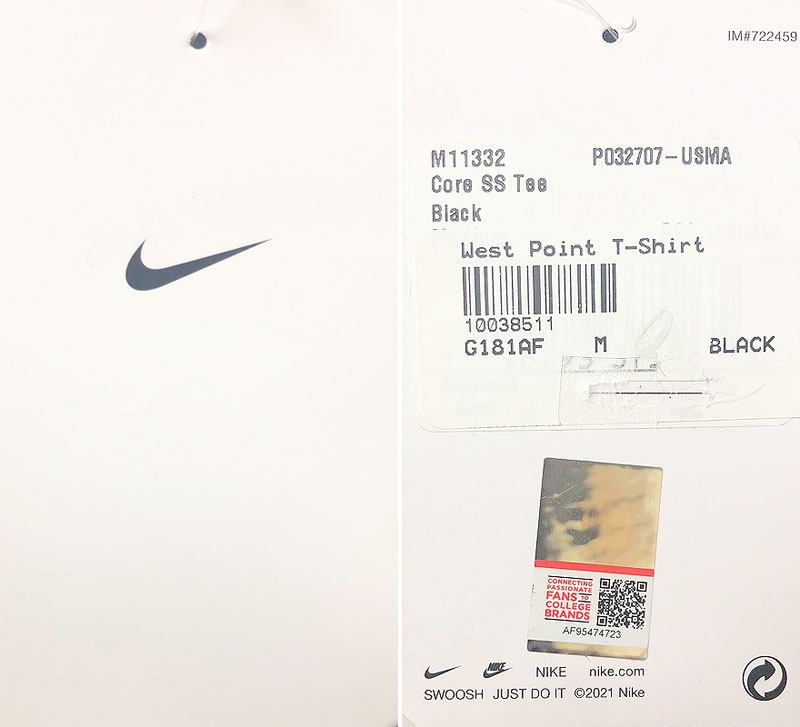 IM#722459
M11332 P032707-USMA
Core SS Tee
Black
West Point T-Shirt
10038511
G181AF M BLACK
CONNECTING
PASSIONATE
FANS TO
COLLEGE
BRANDS
AF95474723
NIKE NIKE nike.com
SWOOSH JUST DO IT ©2021 Nike